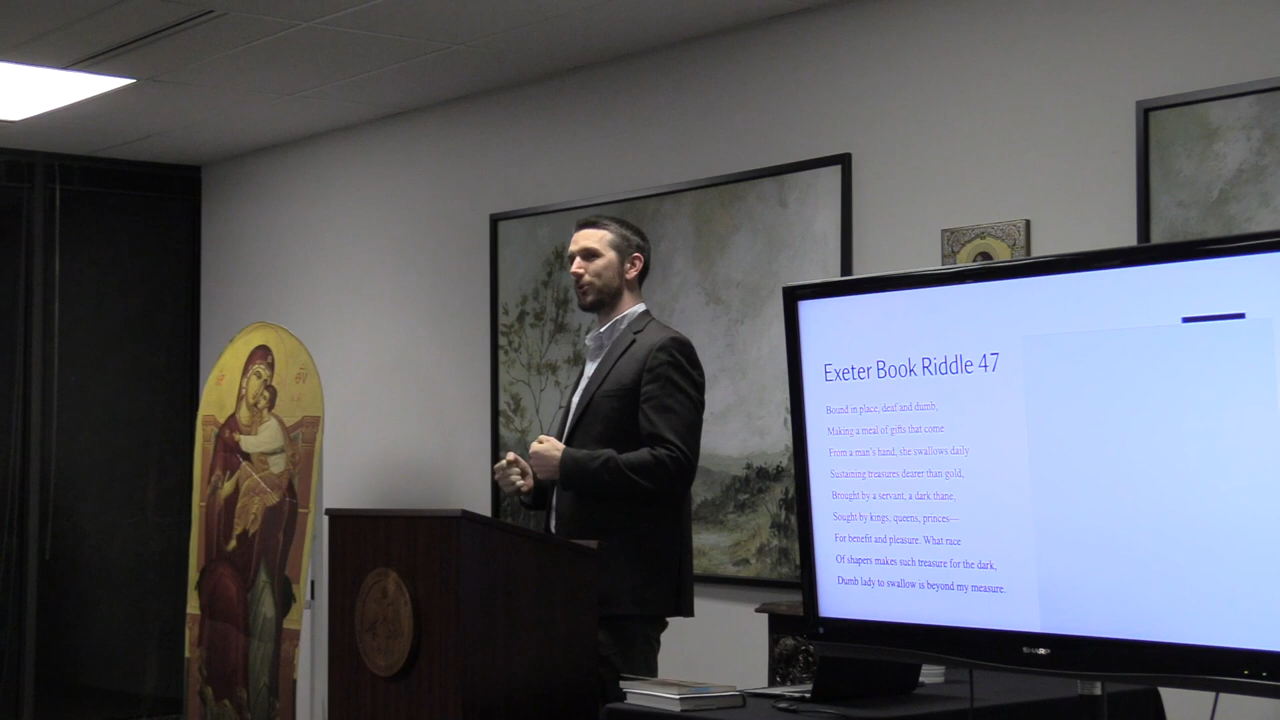 Exeter Book Riddle 47
Bound in place, deaf and dumb,
Making a meal of gifts that come
From a man's hand, she swallows daily
Sustaining treasures dearer than gold,
Brought by a servant, a dark thane,
Sought by kings, queens, princes—
For benefit and pleasure. What race
Of shapers makes such treasure for the dark,
Dumb lady to swallow is beyond my measure.
SHARP